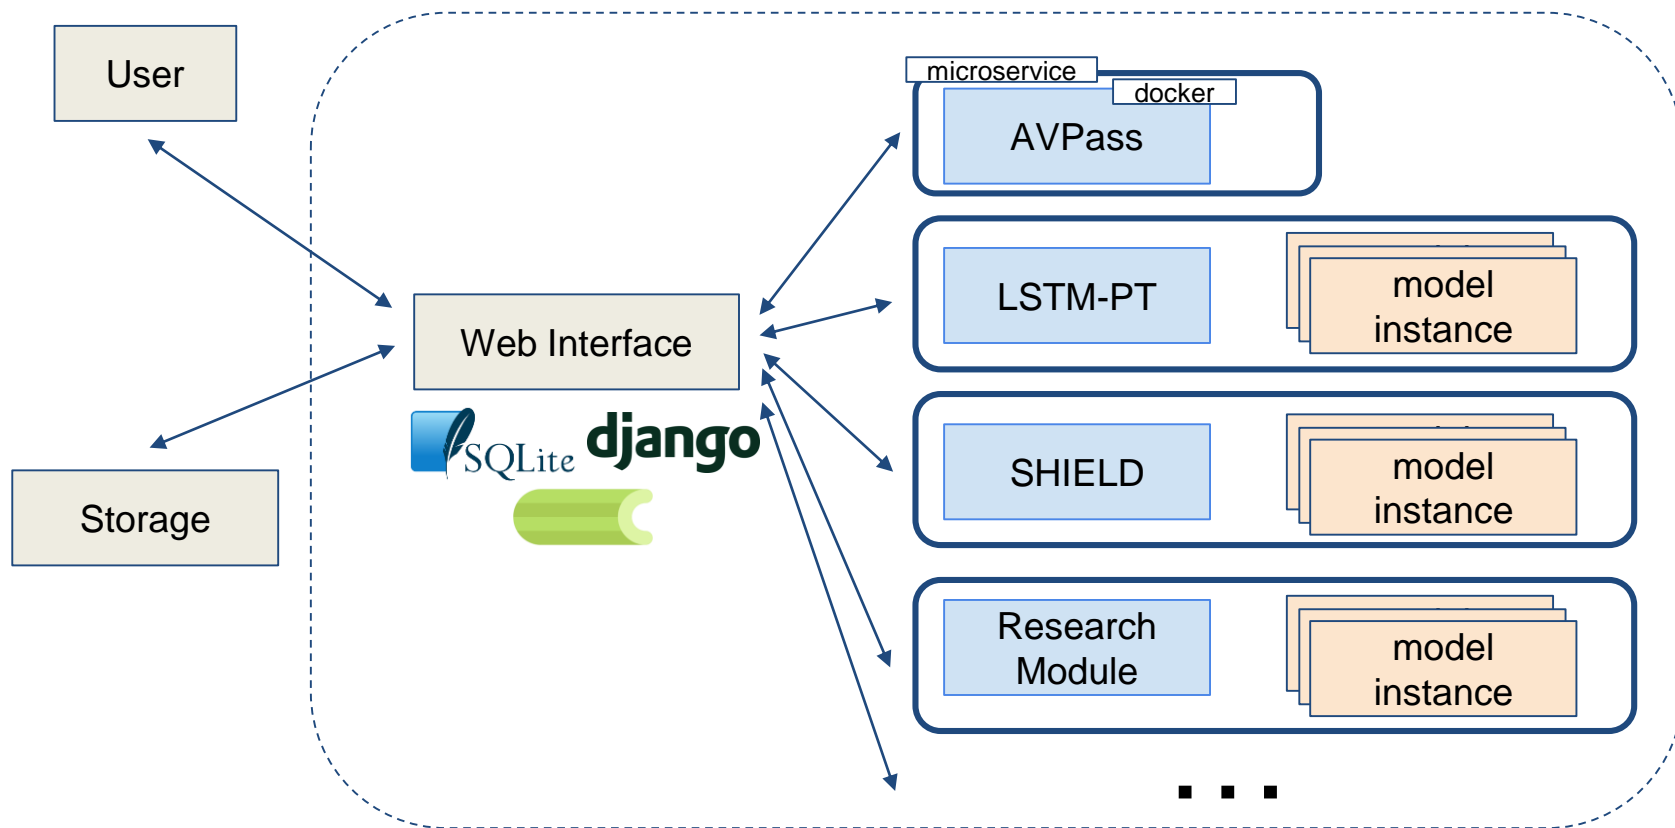 User
microservice
docker
AVPass
LSTM-PT
model
instance
Web Interface
SQLite
django
SHIELD
model
instance
Storage
Research
Module
model
instance
. . .